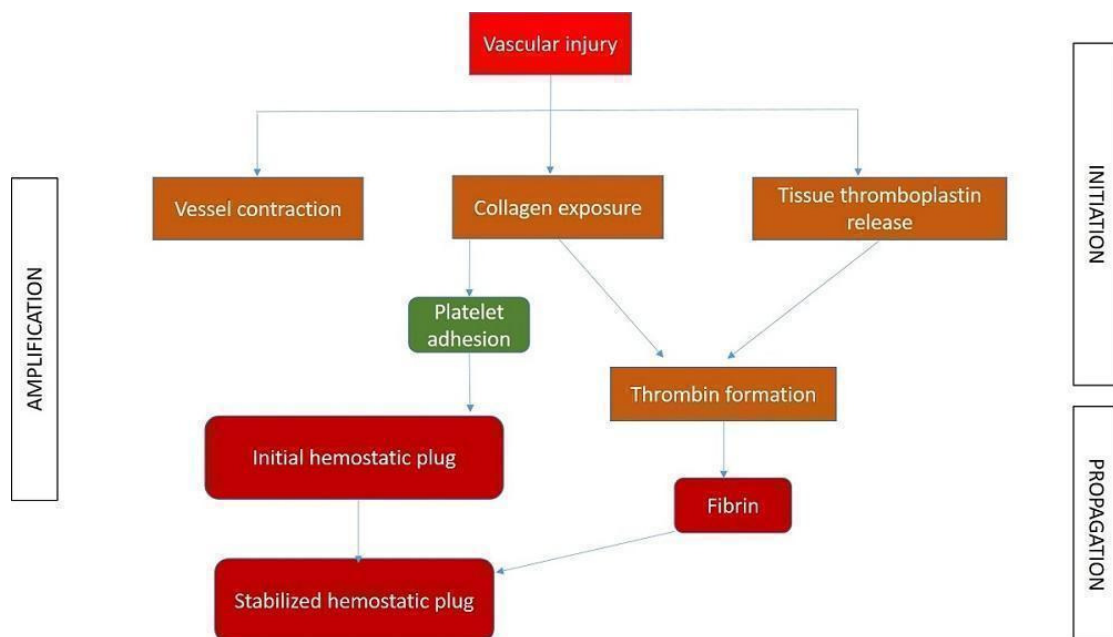 Vascular injury
Vessel contraction
Collagen exposure
Tissue thromboplastin
release
Platelet
adhesion
Thrombin formation
Initial hemostatic plug
Fibrin
Stabilized hemostatic plug
AMPLIFICATION
INITIATION
PROPAGATION